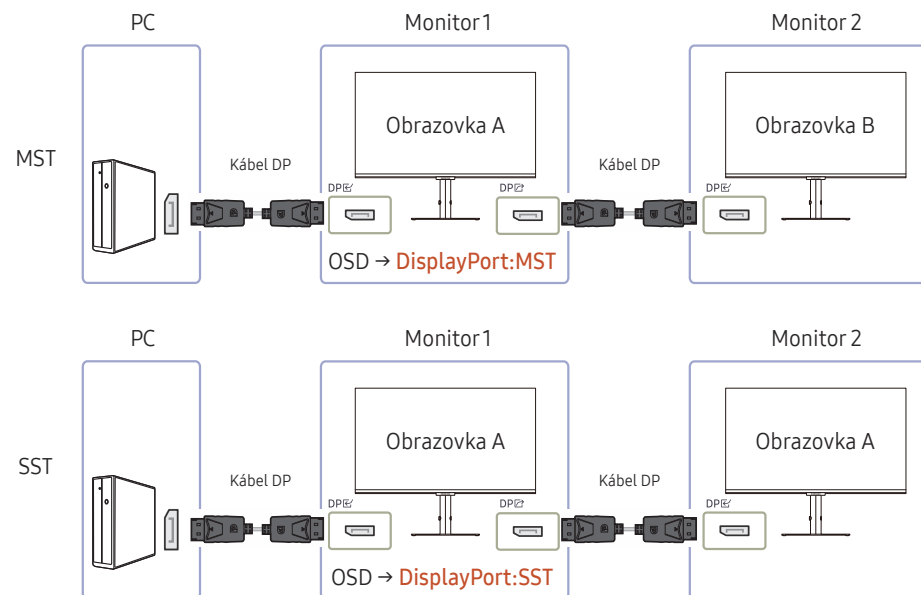 PC Monitor 1 Monitor 2
Obrazovka A Obrazovka B
MST Kábel DP Kábel DP
DP DP DP
OSD → DisplayPort:MST
PC Monitor 1 Monitor 2
Obrazovka A Obrazovka A
SST Kábel DP Kábel DP
DP DP DP
OSD → DisplayPort:SST